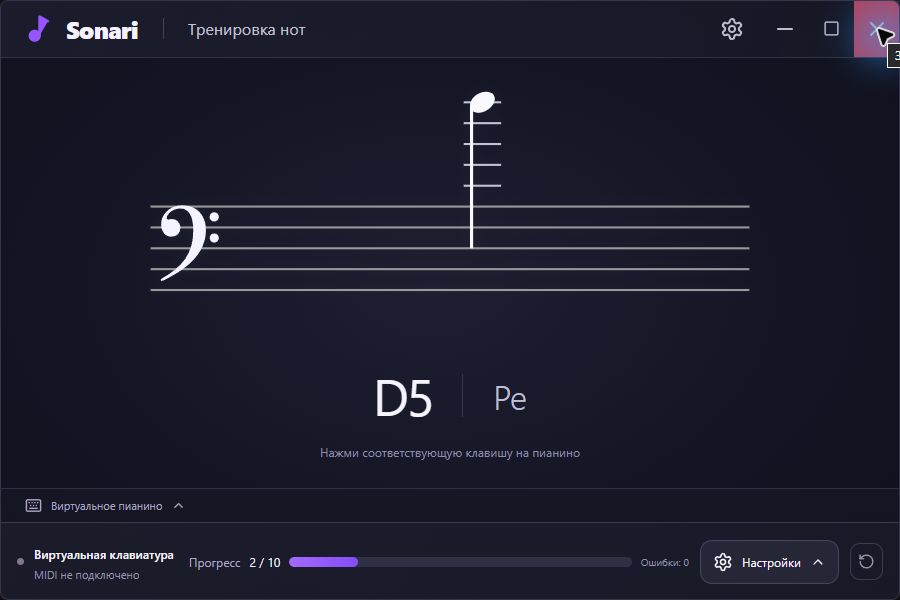 Sonari
Тренировка нот
3
D5
Ре
Нажми соответствующую клавишу на пианино
Виртуальное пианино
Виртуальная клавиатура
MIDI не подключено
Прогресс 2 / 10
Ошибки: 0
Настройки